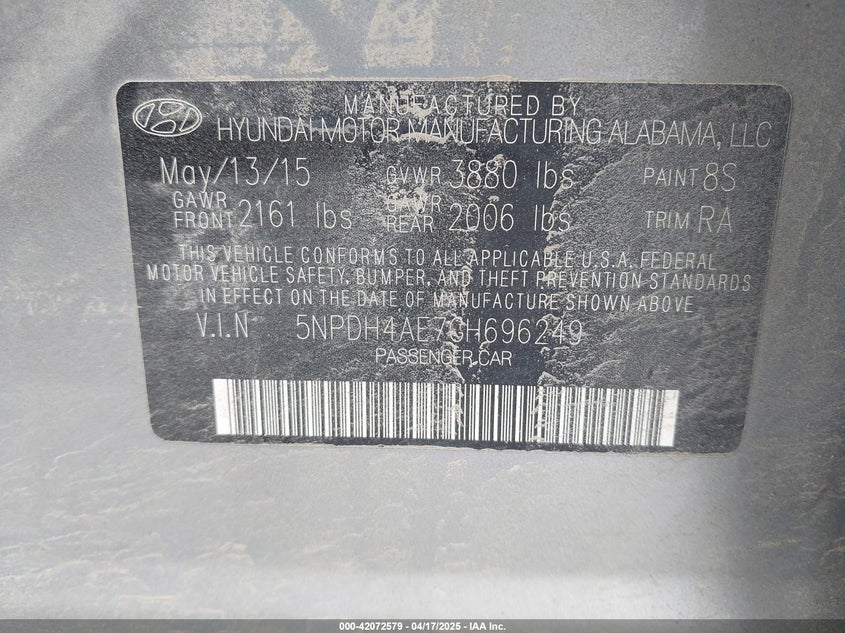 MANUFACTURED BY
HYUNDAI MOTOR MANUFACTURING ALABAMA, LLC
May/13/15 GVWR 3880 lbs PAINT 8S
GAWR FRONT 2161 lbs GAWR REAR 2006 lbs TRIM RA
THIS VEHICLE CONFORMS TO ALL APPLICABLE U.S.A. FEDERAL
MOTOR VEHICLE SAFETY, BUMPER, AND THEFT PREVENTION STANDARDS
IN EFFECT ON THE DATE OF MANUFACTURE SHOWN ABOVE
V.I.N 5NPDH4AE7GH696249
PASSENGER CAR
000-42072579 - 04/17/2025 - IAA Inc.